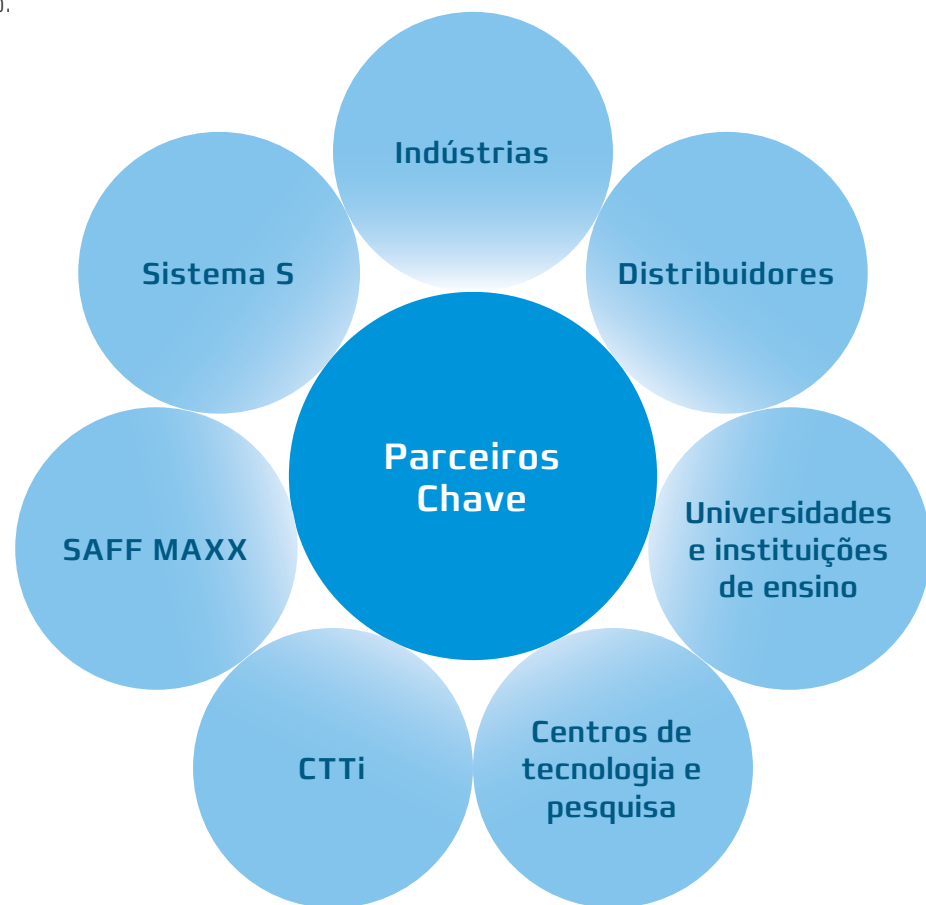 Indústrias
Sistema S
Distribuidores
Parceiros
Chave
SAFF MAXX
Universidades
e instituições
de ensino
CTTi
Centros de
tecnologia e
pesquisa